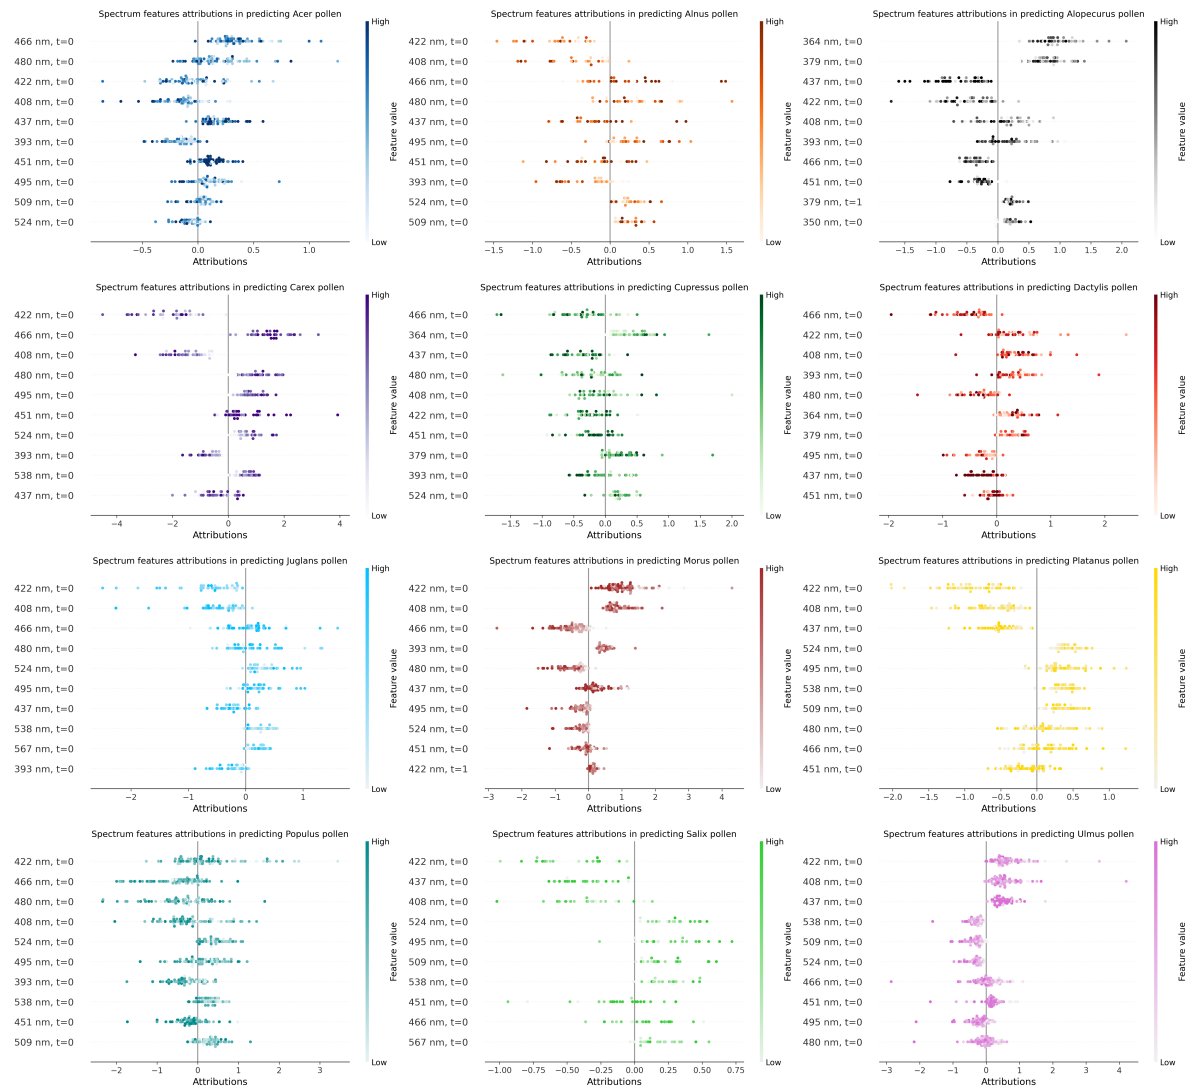 Spectrum features attributions in predicting Acer pollen
466 nm, t=0
480 nm, t=0
422 nm, t=0
408 nm, t=0
437 nm, t=0
393 nm, t=0
451 nm, t=0
495 nm, t=0
509 nm, t=0
524 nm, t=0
−0.5 0.0 0.5 1.0
Attributions
High
Feature value
Low
Spectrum features attributions in predicting Alnus pollen
422 nm, t=0
408 nm, t=0
466 nm, t=0
480 nm, t=0
437 nm, t=0
495 nm, t=0
451 nm, t=0
393 nm, t=0
524 nm, t=0
509 nm, t=0
−1.5 −1.0 −0.5 0.0 0.5 1.0 1.5
Attributions
High
Feature value
Low
Spectrum features attributions in predicting Alopecurus pollen
364 nm, t=0
379 nm, t=0
437 nm, t=0
422 nm, t=0
408 nm, t=0
393 nm, t=0
466 nm, t=0
451 nm, t=0
379 nm, t=1
350 nm, t=0
−1.5 −1.0 −0.5 0.0 0.5 1.0 1.5 2.0
Attributions
High
Feature value
Low
Spectrum features attributions in predicting Carex pollen
422 nm, t=0
466 nm, t=0
408 nm, t=0
480 nm, t=0
495 nm, t=0
451 nm, t=0
524 nm, t=0
393 nm, t=0
538 nm, t=0
437 nm, t=0
−4 −2 0 2 4
Attributions
High
Feature value
Low
Spectrum features attributions in predicting Cupressus pollen
466 nm, t=0
364 nm, t=0
437 nm, t=0
480 nm, t=0
408 nm, t=0
422 nm, t=0
451 nm, t=0
379 nm, t=0
393 nm, t=0
524 nm, t=0
−1.5 −1.0 −0.5 0.0 0.5 1.0 1.5 2.0
Attributions
High
Feature value
Low
Spectrum features attributions in predicting Dactylis pollen
466 nm, t=0
422 nm, t=0
408 nm, t=0
393 nm, t=0
480 nm, t=0
364 nm, t=0
379 nm, t=0
495 nm, t=0
437 nm, t=0
451 nm, t=0
−2 −1 0 1 2
Attributions
High
Feature value
Low
Spectrum features attributions in predicting Juglans pollen
422 nm, t=0
408 nm, t=0
466 nm, t=0
480 nm, t=0
524 nm, t=0
495 nm, t=0
437 nm, t=0
538 nm, t=0
567 nm, t=0
393 nm, t=0
−2 −1 0 1
Attributions
High
Feature value
Low
Spectrum features attributions in predicting Morus pollen
422 nm, t=0
408 nm, t=0
466 nm, t=0
393 nm, t=0
480 nm, t=0
437 nm, t=0
495 nm, t=0
524 nm, t=0
451 nm, t=0
422 nm, t=1
−3 −2 −1 0 1 2 3 4
Attributions
High
Feature value
Low
Spectrum features attributions in predicting Platanus pollen
422 nm, t=0
408 nm, t=0
437 nm, t=0
524 nm, t=0
495 nm, t=0
538 nm, t=0
509 nm, t=0
480 nm, t=0
466 nm, t=0
451 nm, t=0
−2.0 −1.5 −1.0 −0.5 0.0 0.5 1.0
Attributions
High
Feature value
Low
Spectrum features attributions in predicting Populus pollen
422 nm, t=0
466 nm, t=0
480 nm, t=0
408 nm, t=0
524 nm, t=0
495 nm, t=0
393 nm, t=0
538 nm, t=0
451 nm, t=0
509 nm, t=0
−2 −1 0 1 2 3
Attributions
High
Feature value
Low
Spectrum features attributions in predicting Salix pollen
422 nm, t=0
437 nm, t=0
408 nm, t=0
524 nm, t=0
495 nm, t=0
509 nm, t=0
538 nm, t=0
451 nm, t=0
466 nm, t=0
567 nm, t=0
−1.00 −0.75 −0.50 −0.25 0.00 0.25 0.50 0.75
Attributions
High
Feature value
Low
Spectrum features attributions in predicting Ulmus pollen
422 nm, t=0
408 nm, t=0
437 nm, t=0
538 nm, t=0
509 nm, t=0
524 nm, t=0
466 nm, t=0
451 nm, t=0
495 nm, t=0
480 nm, t=0
−3 −2 −1 0 1 2 3 4
Attributions
High
Feature value
Low